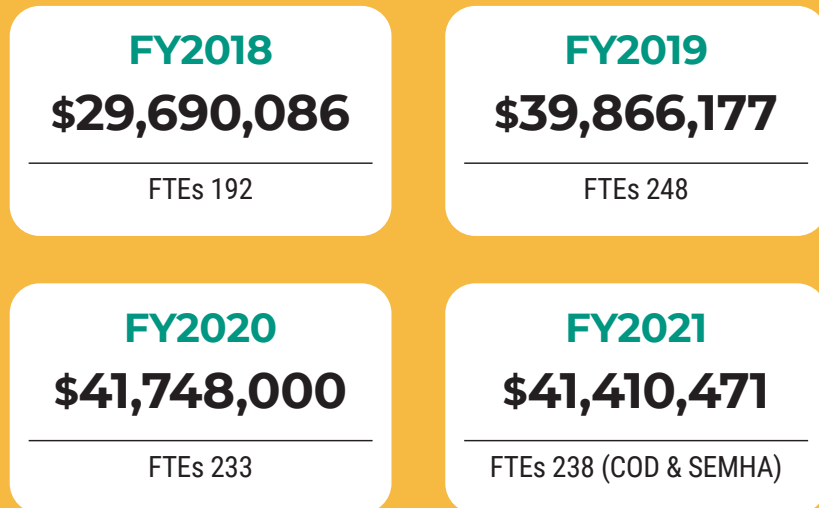 FY2018
$29,690,086
FTEs 192
FY2019
$39,866,177
FTEs 248
FY2020
$41,748,000
FTEs 233
FY2021
$41,410,471
FTEs 238 (COD & SEMHA)